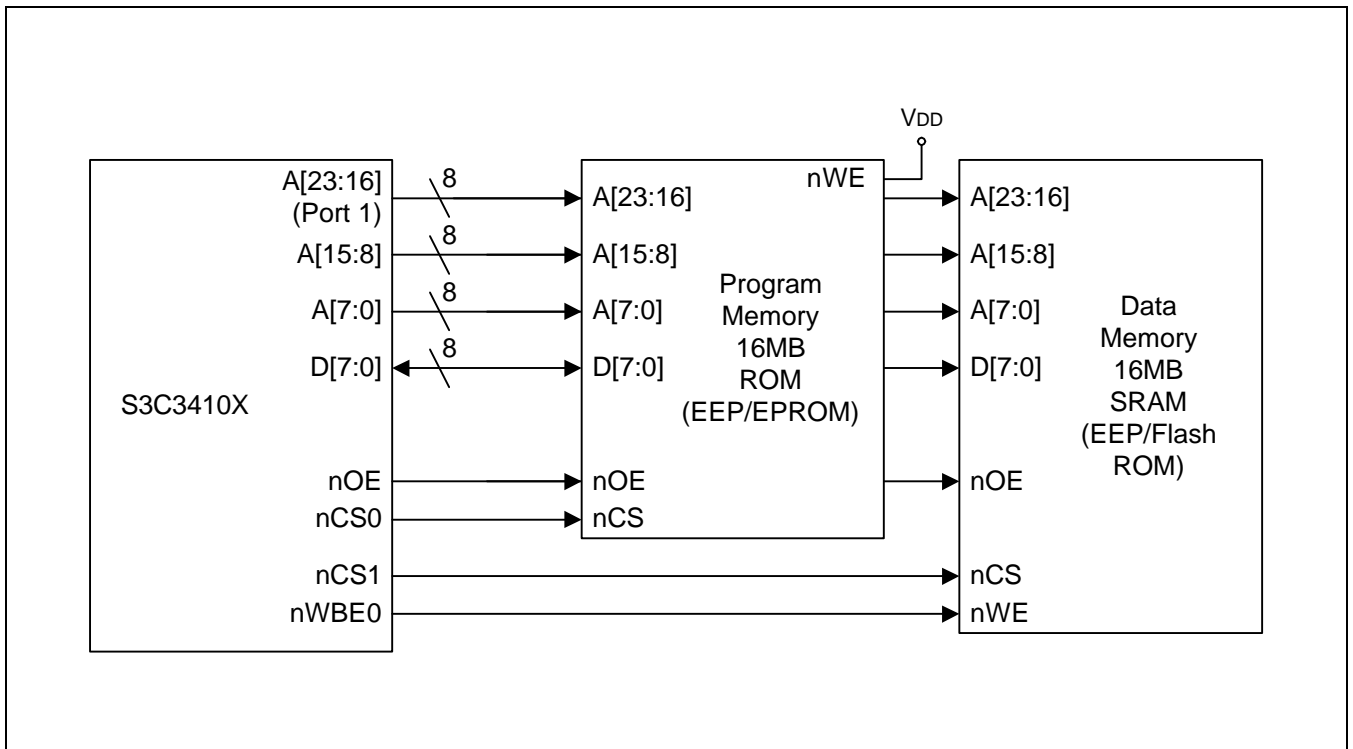 VDD
A[23:16]
(Port 1)
A[15:8]
A[7:0]
D[7:0]
S3C3410X
nOE
nCS0
nCS1
nWBE0
8
8
8
8
nWE
A[23:16]
A[15:8]
A[7:0]
D[7:0]
Program
Memory
16MB
ROM
(EEP/EPROM)
nOE
nCS
A[23:16]
A[15:8]
A[7:0]
D[7:0]
Data
Memory
16MB
SRAM
(EEP/Flash
ROM)
nOE
nCS
nWE